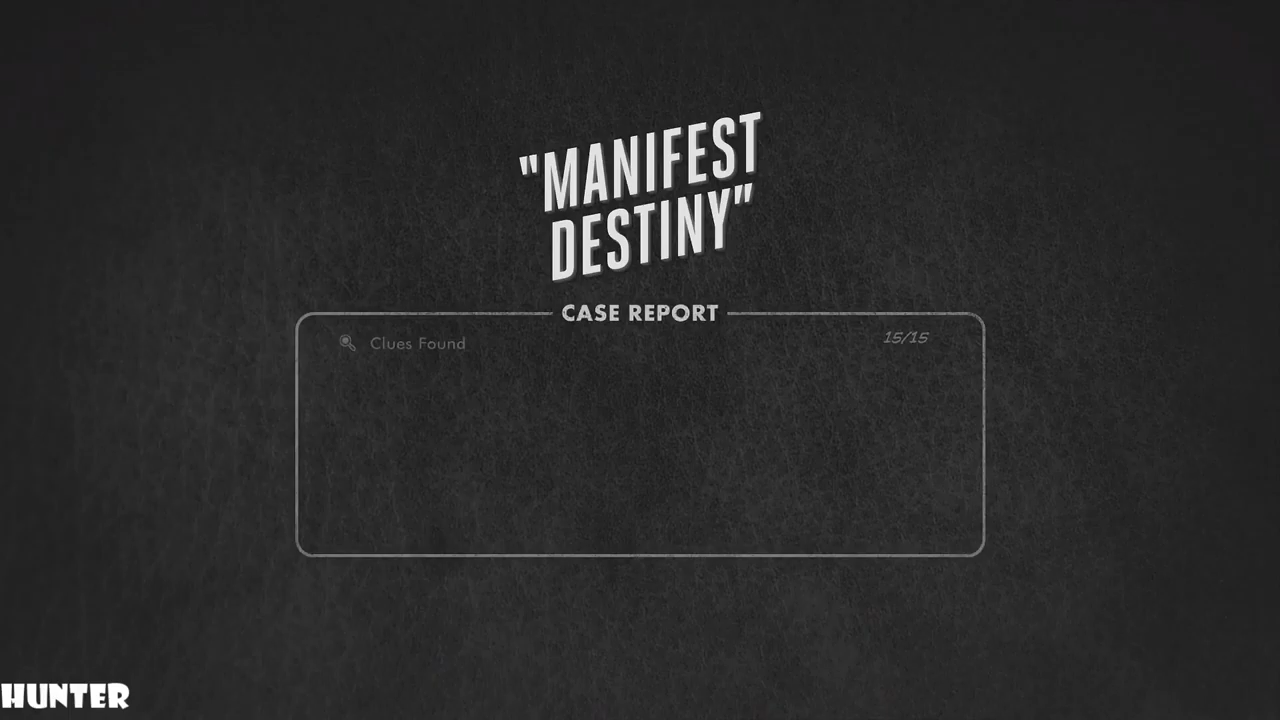 "MANIFEST
DESTINY"
CASE REPORT
Clues Found 15/15
HUNTER